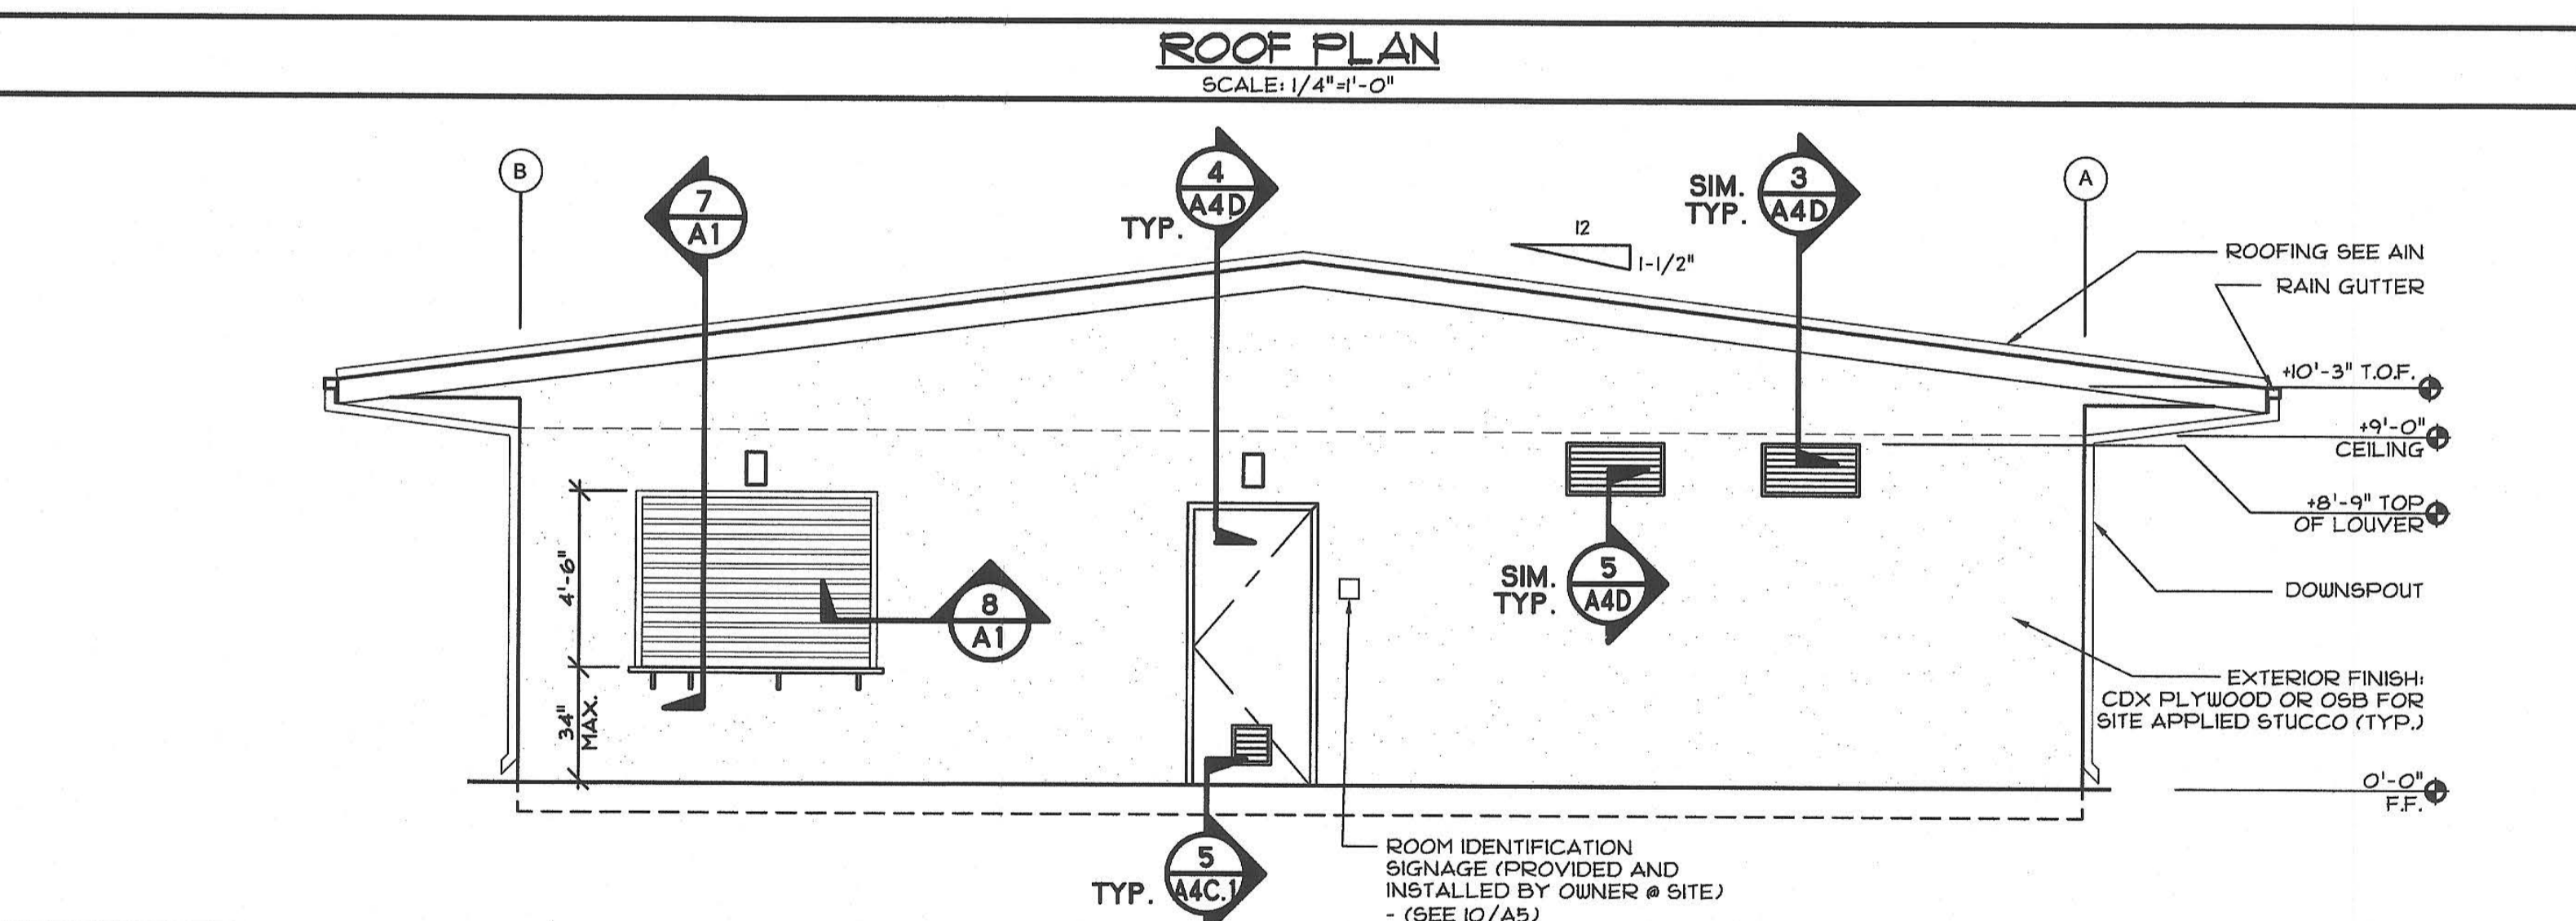 ROOF PLAN
SCALE: 1/4"=1'-0"
B
7
A1
4
A4D
TYP.
SIM.
TYP.
3
A4D
A
12
1-1/2"
ROOFING SEE A1N
RAIN GUTTER
+10'-3" T.O.F.
+9'-0"
CEILING
+8'-9" TOP
OF LOUVER
4'-6"
34"
MAX.
8
A1
SIM.
TYP.
5
A4D
DOWNSPOUT
EXTERIOR FINISH:
CDX PLYWOOD OR OSB FOR
SITE APPLIED STUCCO (TYP.)
0'-0"
F.F.
TYP.
5
A4C.1
ROOM IDENTIFICATION
SIGNAGE (PROVIDED AND
INSTALLED BY OWNER @ SITE)
- (SEE 10/A5)